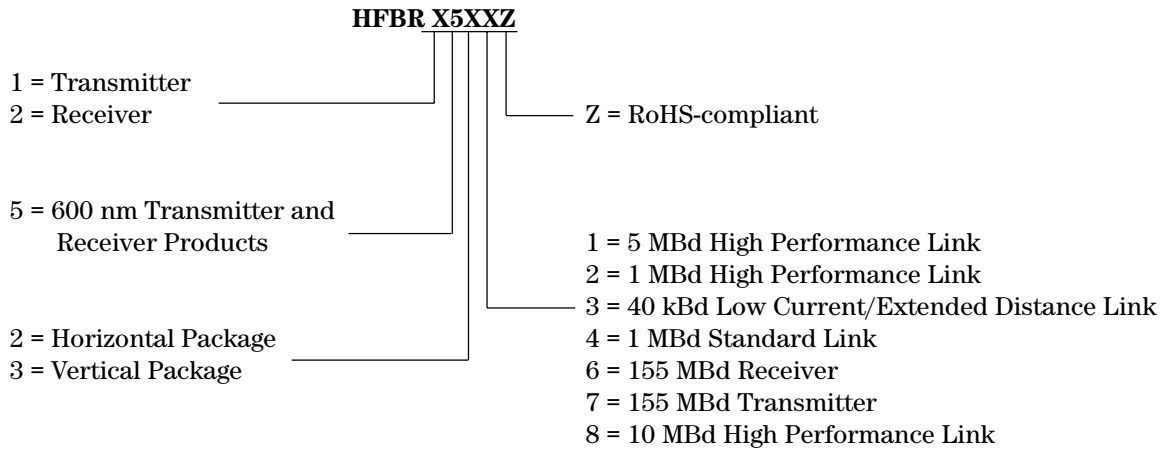 HFBR X5XXZ
1 = Transmitter
2 = Receiver
Z = RoHS-compliant
5 = 600 nm Transmitter and
Receiver Products
1 = 5 MBd High Performance Link
2 = 1 MBd High Performance Link
3 = 40 kBd Low Current/Extended Distance Link
4 = 1 MBd Standard Link
6 = 155 MBd Receiver
7 = 155 MBd Transmitter
8 = 10 MBd High Performance Link
2 = Horizontal Package
3 = Vertical Package